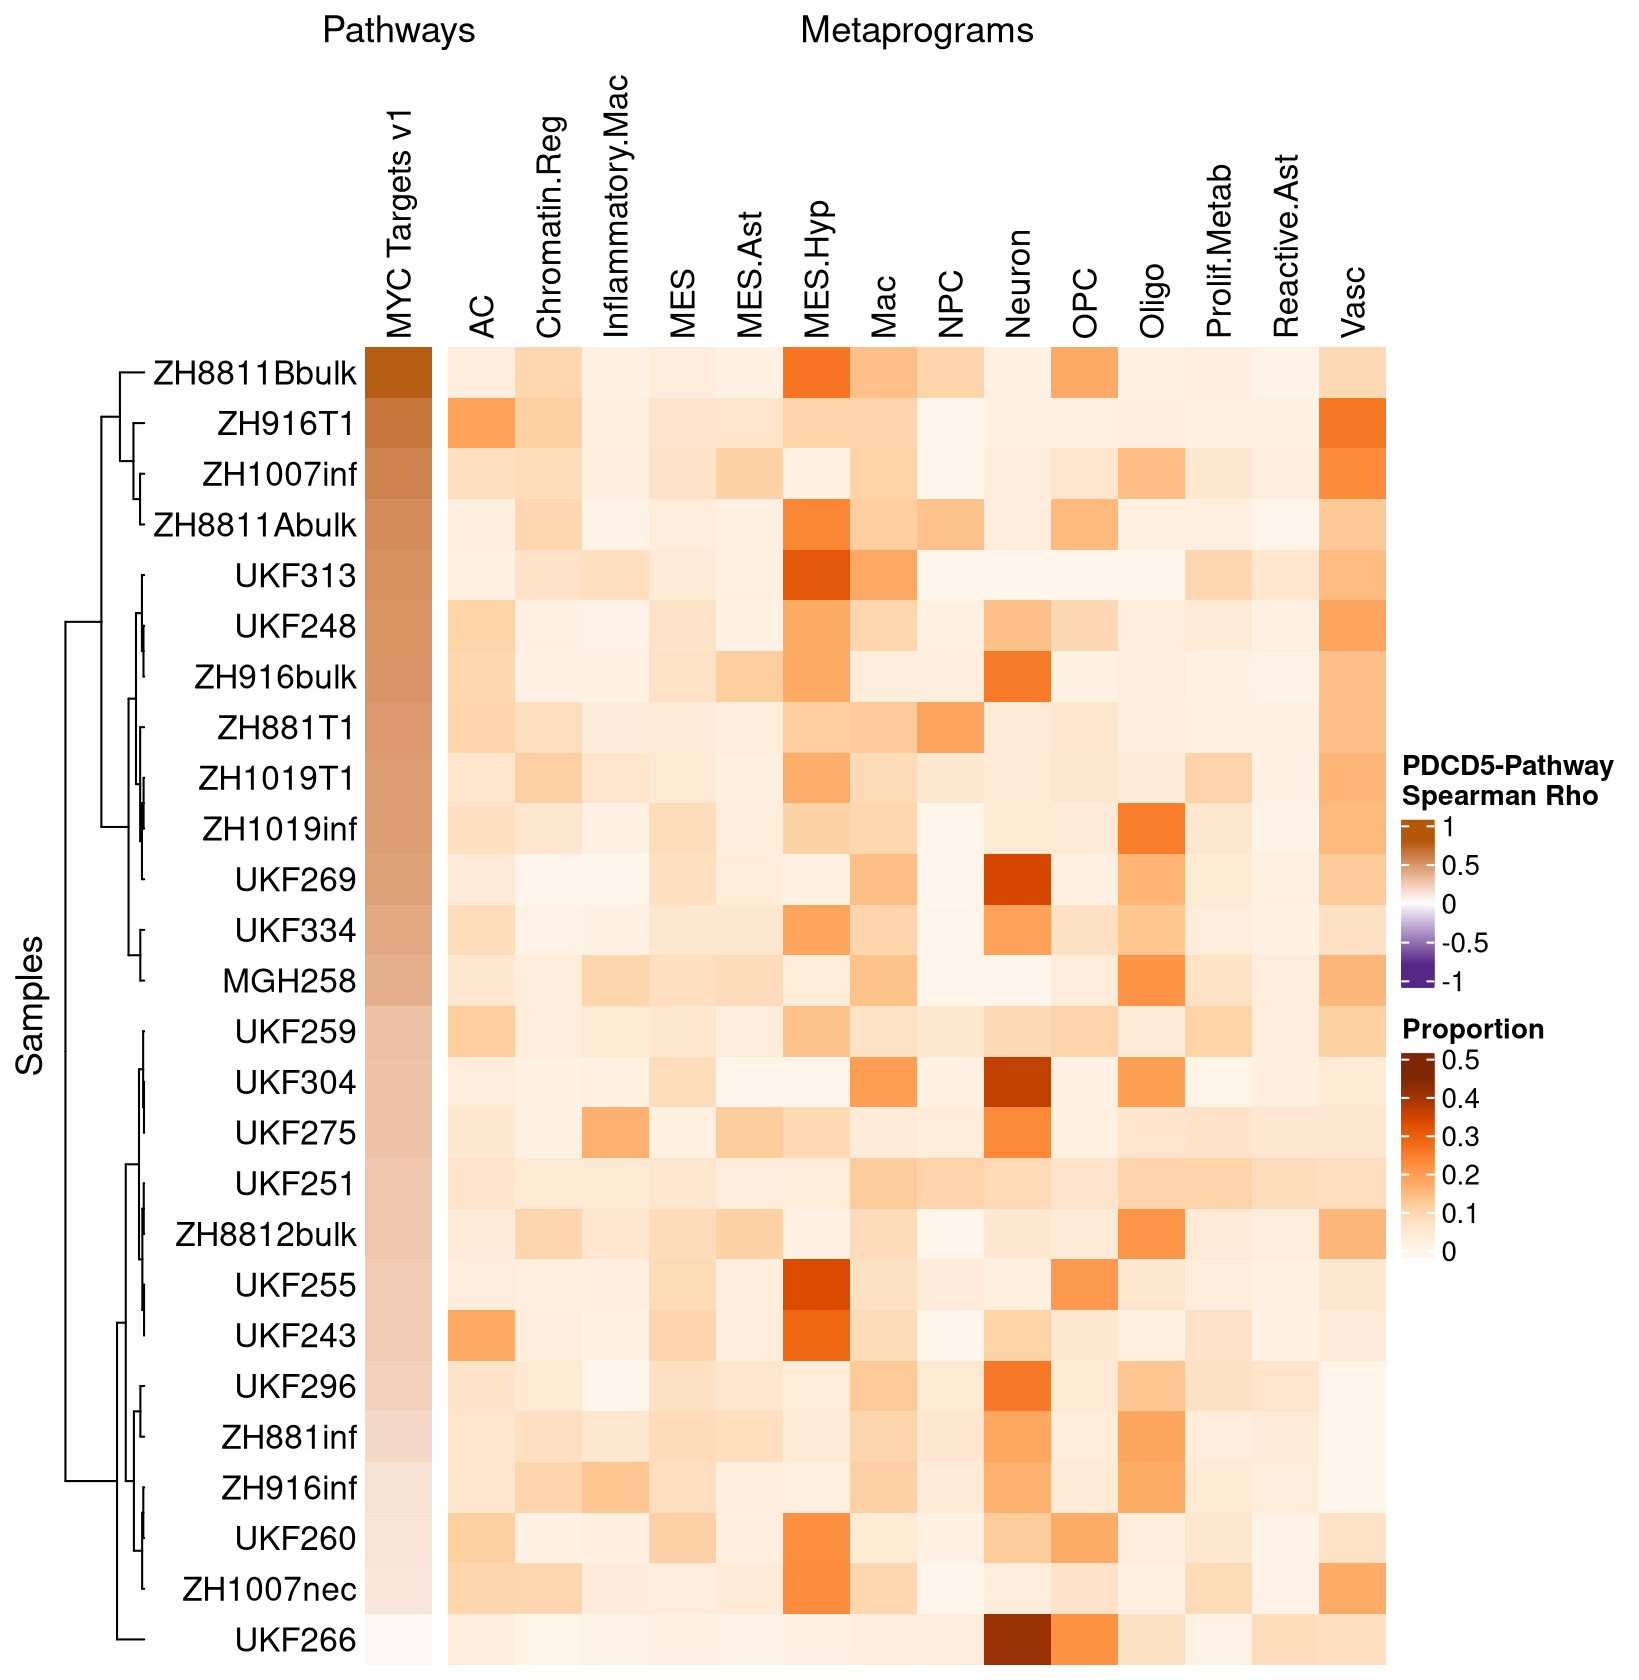 Pathways
Metaprograms
MYC Targets v1
AC
Chromatin.Reg
Inflammatory.Mac
MES
MES.Ast
MES.Hyp
Mac
NPC
Neuron
OPC
Oligo
Prolif.Metab
Reactive.Ast
Vasc
Samples
ZH8811Bbulk
ZH916T1
ZH1007inf
ZH8811Abulk
UKF313
UKF248
ZH916bulk
ZH881T1
ZH1019T1
ZH1019inf
UKF269
UKF334
MGH258
UKF259
UKF304
UKF275
UKF251
ZH8812bulk
UKF255
UKF243
UKF296
ZH881inf
ZH916inf
UKF260
ZH1007nec
UKF266
PDCD5-Pathway
Spearman Rho
1
0.5
0
-0.5
-1
Proportion
0.5
0.4
0.3
0.2
0.1
0